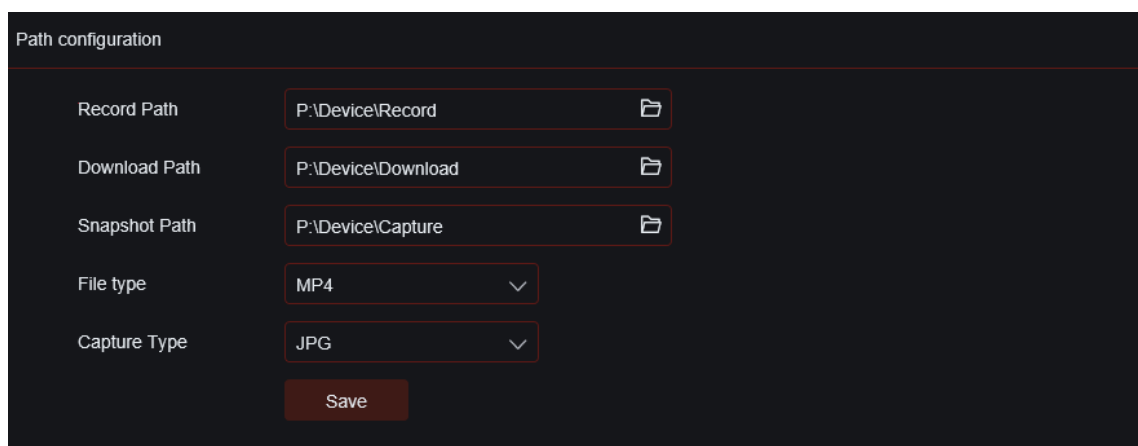 Path configuration
Record Path P:\Device\Record
Download Path P:\Device\Download
Snapshot Path P:\Device\Capture
File type MP4
Capture Type JPG
Save